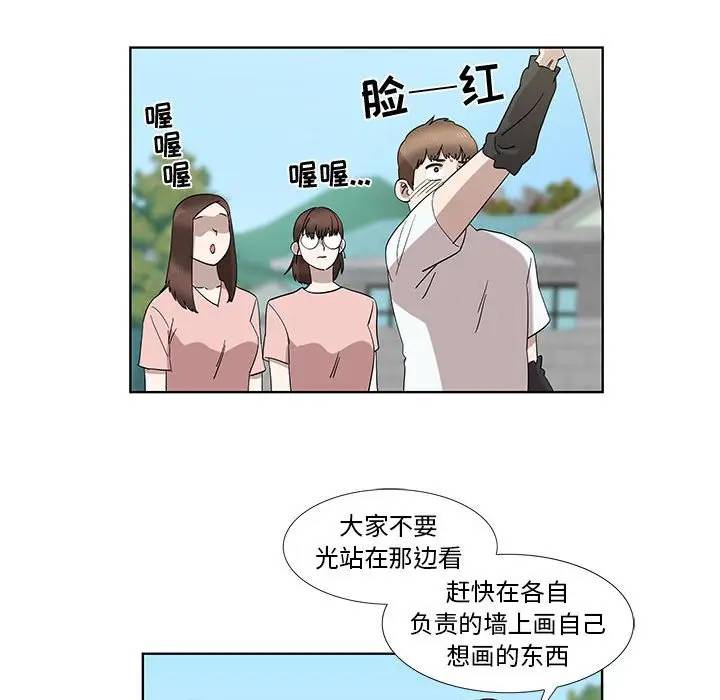 喔喔喔
喔喔...
脸一红
大家不要
光站在那边看
赶快在各自
负责的墙上画自己
想画的东西